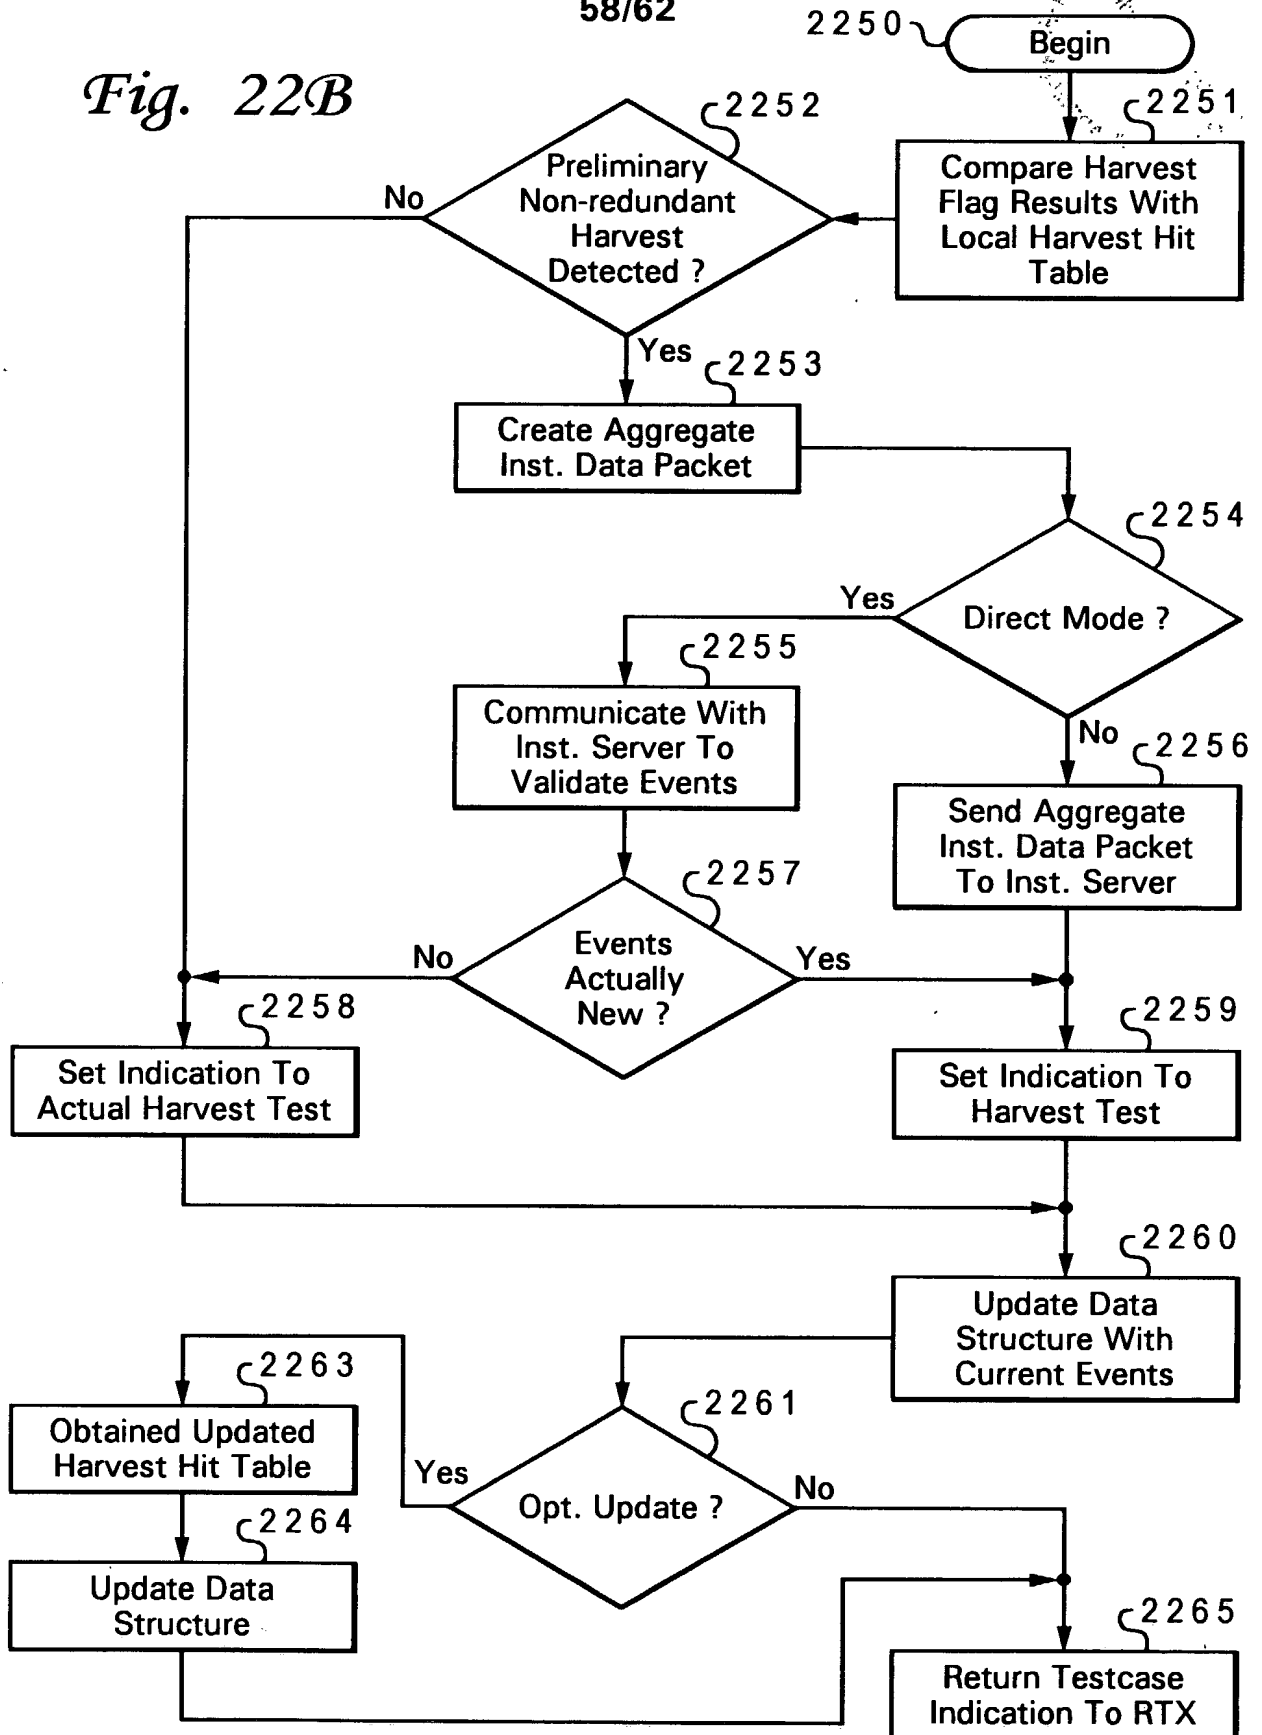 58/62
Fig. 22B
2250
Begin
2251
Compare Harvest
Flag Results With
Local Harvest Hit
Table
2252
Preliminary
Non-redundant
Harvest
Detected ?
No
Yes
2253
Create Aggregate
Inst. Data Packet
2254
Direct Mode ?
Yes
No
2255
Communicate With
Inst. Server To
Validate Events
2256
Send Aggregate
Inst. Data Packet
To Inst. Server
2257
Events
Actually
New ?
No
Yes
2258
Set Indication To
Actual Harvest Test
2259
Set Indication To
Harvest Test
2260
Update Data
Structure With
Current Events
2261
Opt. Update ?
Yes
No
2263
Obtained Updated
Harvest Hit Table
2264
Update Data
Structure
2265
Return Testcase
Indication To RTX